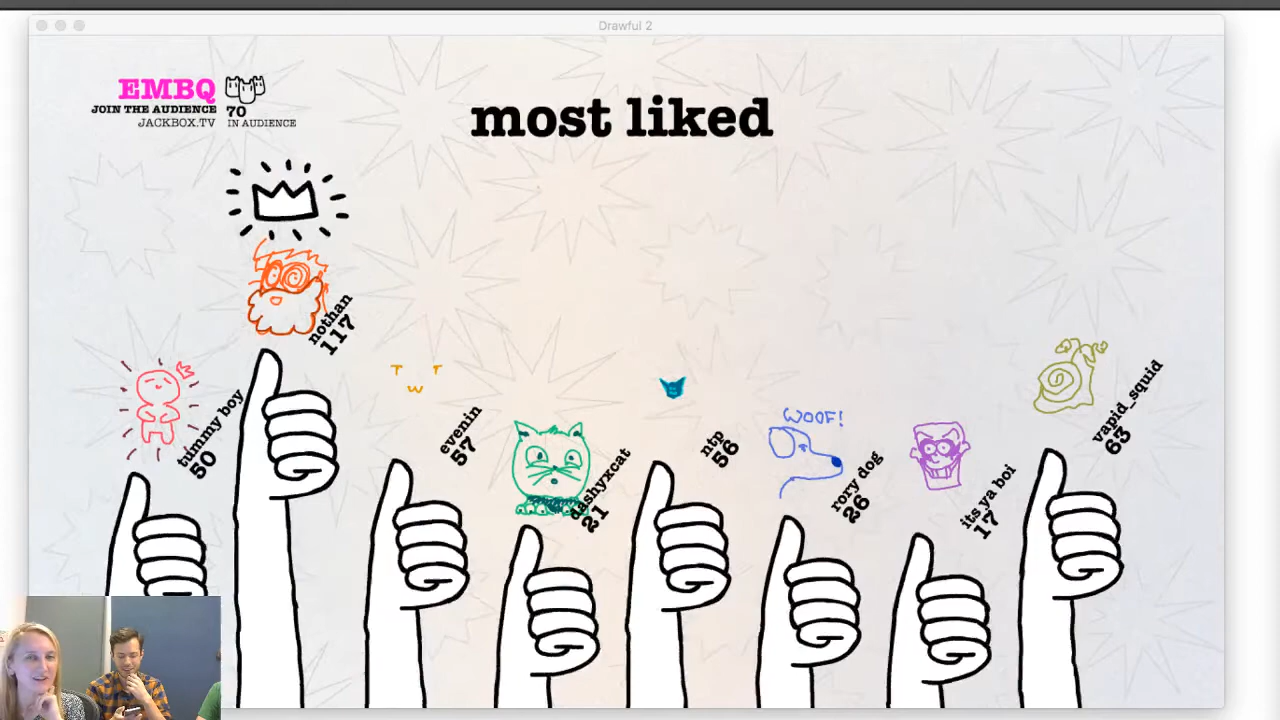 Drawful 2
EMBQ
JOIN THE AUDIENCE
JACKBOX.TV
70
IN AUDIENCE
most liked
tummy boy
50
nothan
117
T T
w
evenin
57
dashyxcat
21
ntp
56
WOOF!
rory dog
26
its ya boi
17
vapid_squid
63